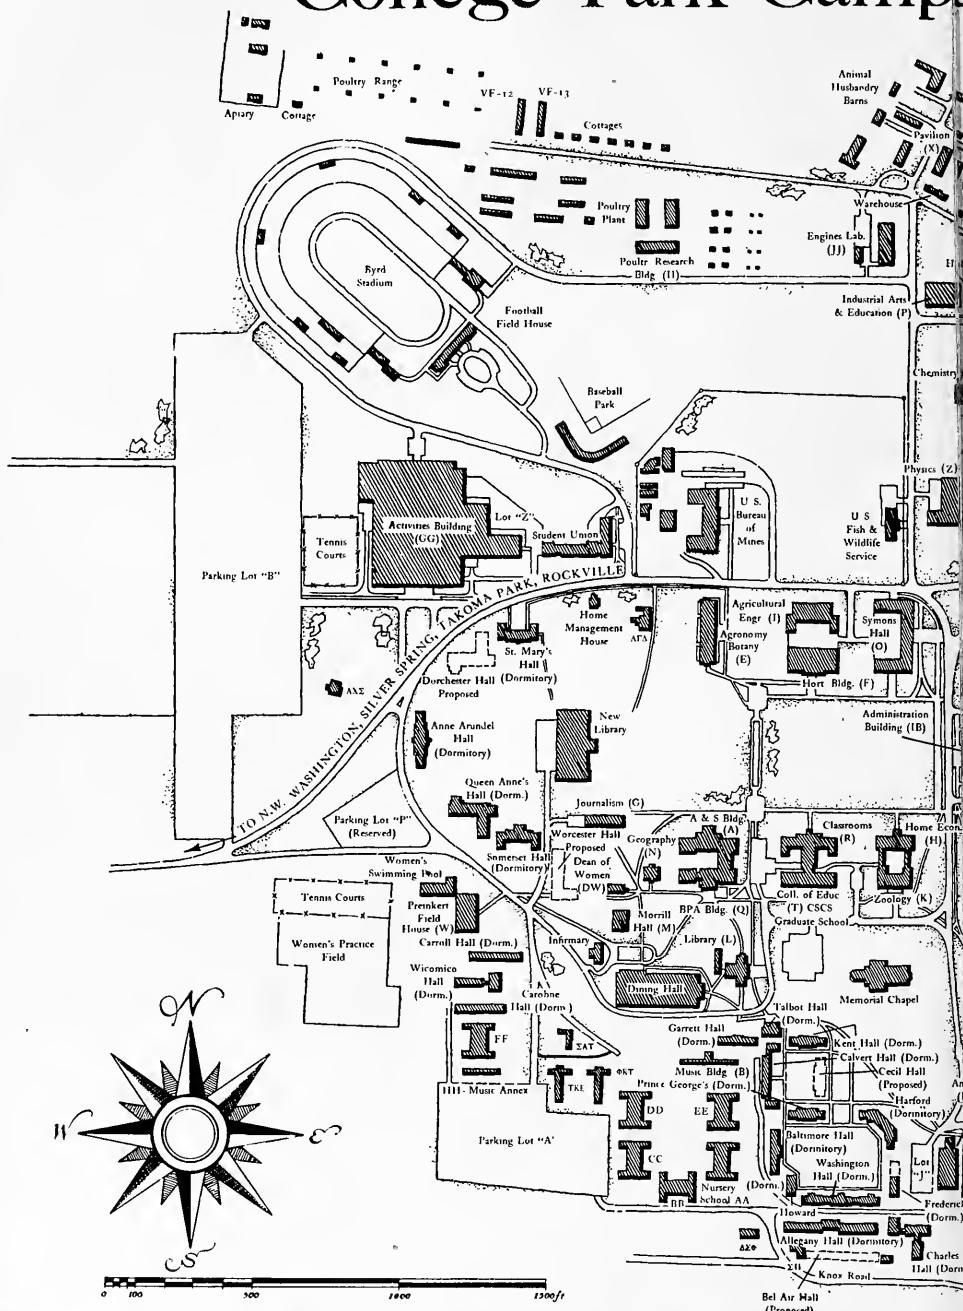 College Park Camp
Apiary
Cottage
Poultry Range
VF-12
VF-13
Cottages
Animal
Husbandry
Barns
Pavilion
(X)
Warehouse
Poultry
Plant
Engines Lab.
(JJ)
Poultr Research
Bldg (II)
Byrd
Stadium
Football
Field House
Industrial Arts
& Education (P)
Chemistry
Baseball
Park
Physics (Z)
Activities Building
(GG)
Lot "Z"
Student Union
Tennis
Courts
U. S.
Bureau
of
Mines
U S
Fish &
Wildlife
Service
Parking Lot "B"
TO N.W. WASHINGTON, SILVER SPRING, TAKOMA PARK, ROCKVILLE
Home
Management
House
ΑΓΔ
Agricultural
Engr (I)
Agronomy
Botany
(E)
Symons
Hall
(O)
Hort Bldg. (F)
St. Mary's
Hall
(Dormitory)
Dorchester Hall
Proposed
ΑΧΣ
Anne Arundel
Hall
(Dormitory)
New
Library
Administration
Building (IB)
Queen Anne's
Hall (Dorm.)
Journalism (G)
Parking Lot "P"
(Reserved)
Somerset Hall
(Dormitory)
Worcester Hall
Proposed
Dean of
Women
(DW)
Geography
(N)
A & S Bldg.
(A)
Classrooms
(R)
Home Econ.
(H)
Women's
Swimming Pool
Tennis Courts
Preinkert
Field
House (W)
Women's Practice
Field
Carroll Hall (Dorm.)
Morrill
Hall (M)
BPA Bldg. (Q)
Coll. of Educ
(T) CSCS
Graduate School
Zoology (K)
Infirmary
Library (L)
Wicomico
Hall
(Dorm.)
Caroline
Hall (Dorm)
Dining Hall
Memorial Chapel
Talbot Hall
(Dorm.)
Garrett Hall
(Dorm.)
Kent Hall (Dorm.)
Calvert Hall (Dorm.)
Cecil Hall
(Proposed)
FF
ΣΑΤ
Music Bldg (B)
Prince George's (Dorm.)
Harford
(Dormitory)
HH - Music Annex
ΤΚΕ
ΦΚΤ
DD
EE
Parking Lot "A"
Baltimore Hall
(Dormitory)
Washington
Hall (Dorm.)
Lot
"J"
CC
BB
Nursery
School AA
(Dorm.)
Howard
Frederick
(Dorm.)
Allegany Hall (Dormitory)
Charles
Hall (Dorm
ΔΣΦ
ΣΠ
Knox Road
Bel Air Hall
(Proposed)
N
W
E
S
0 100 500 1000 1500ft